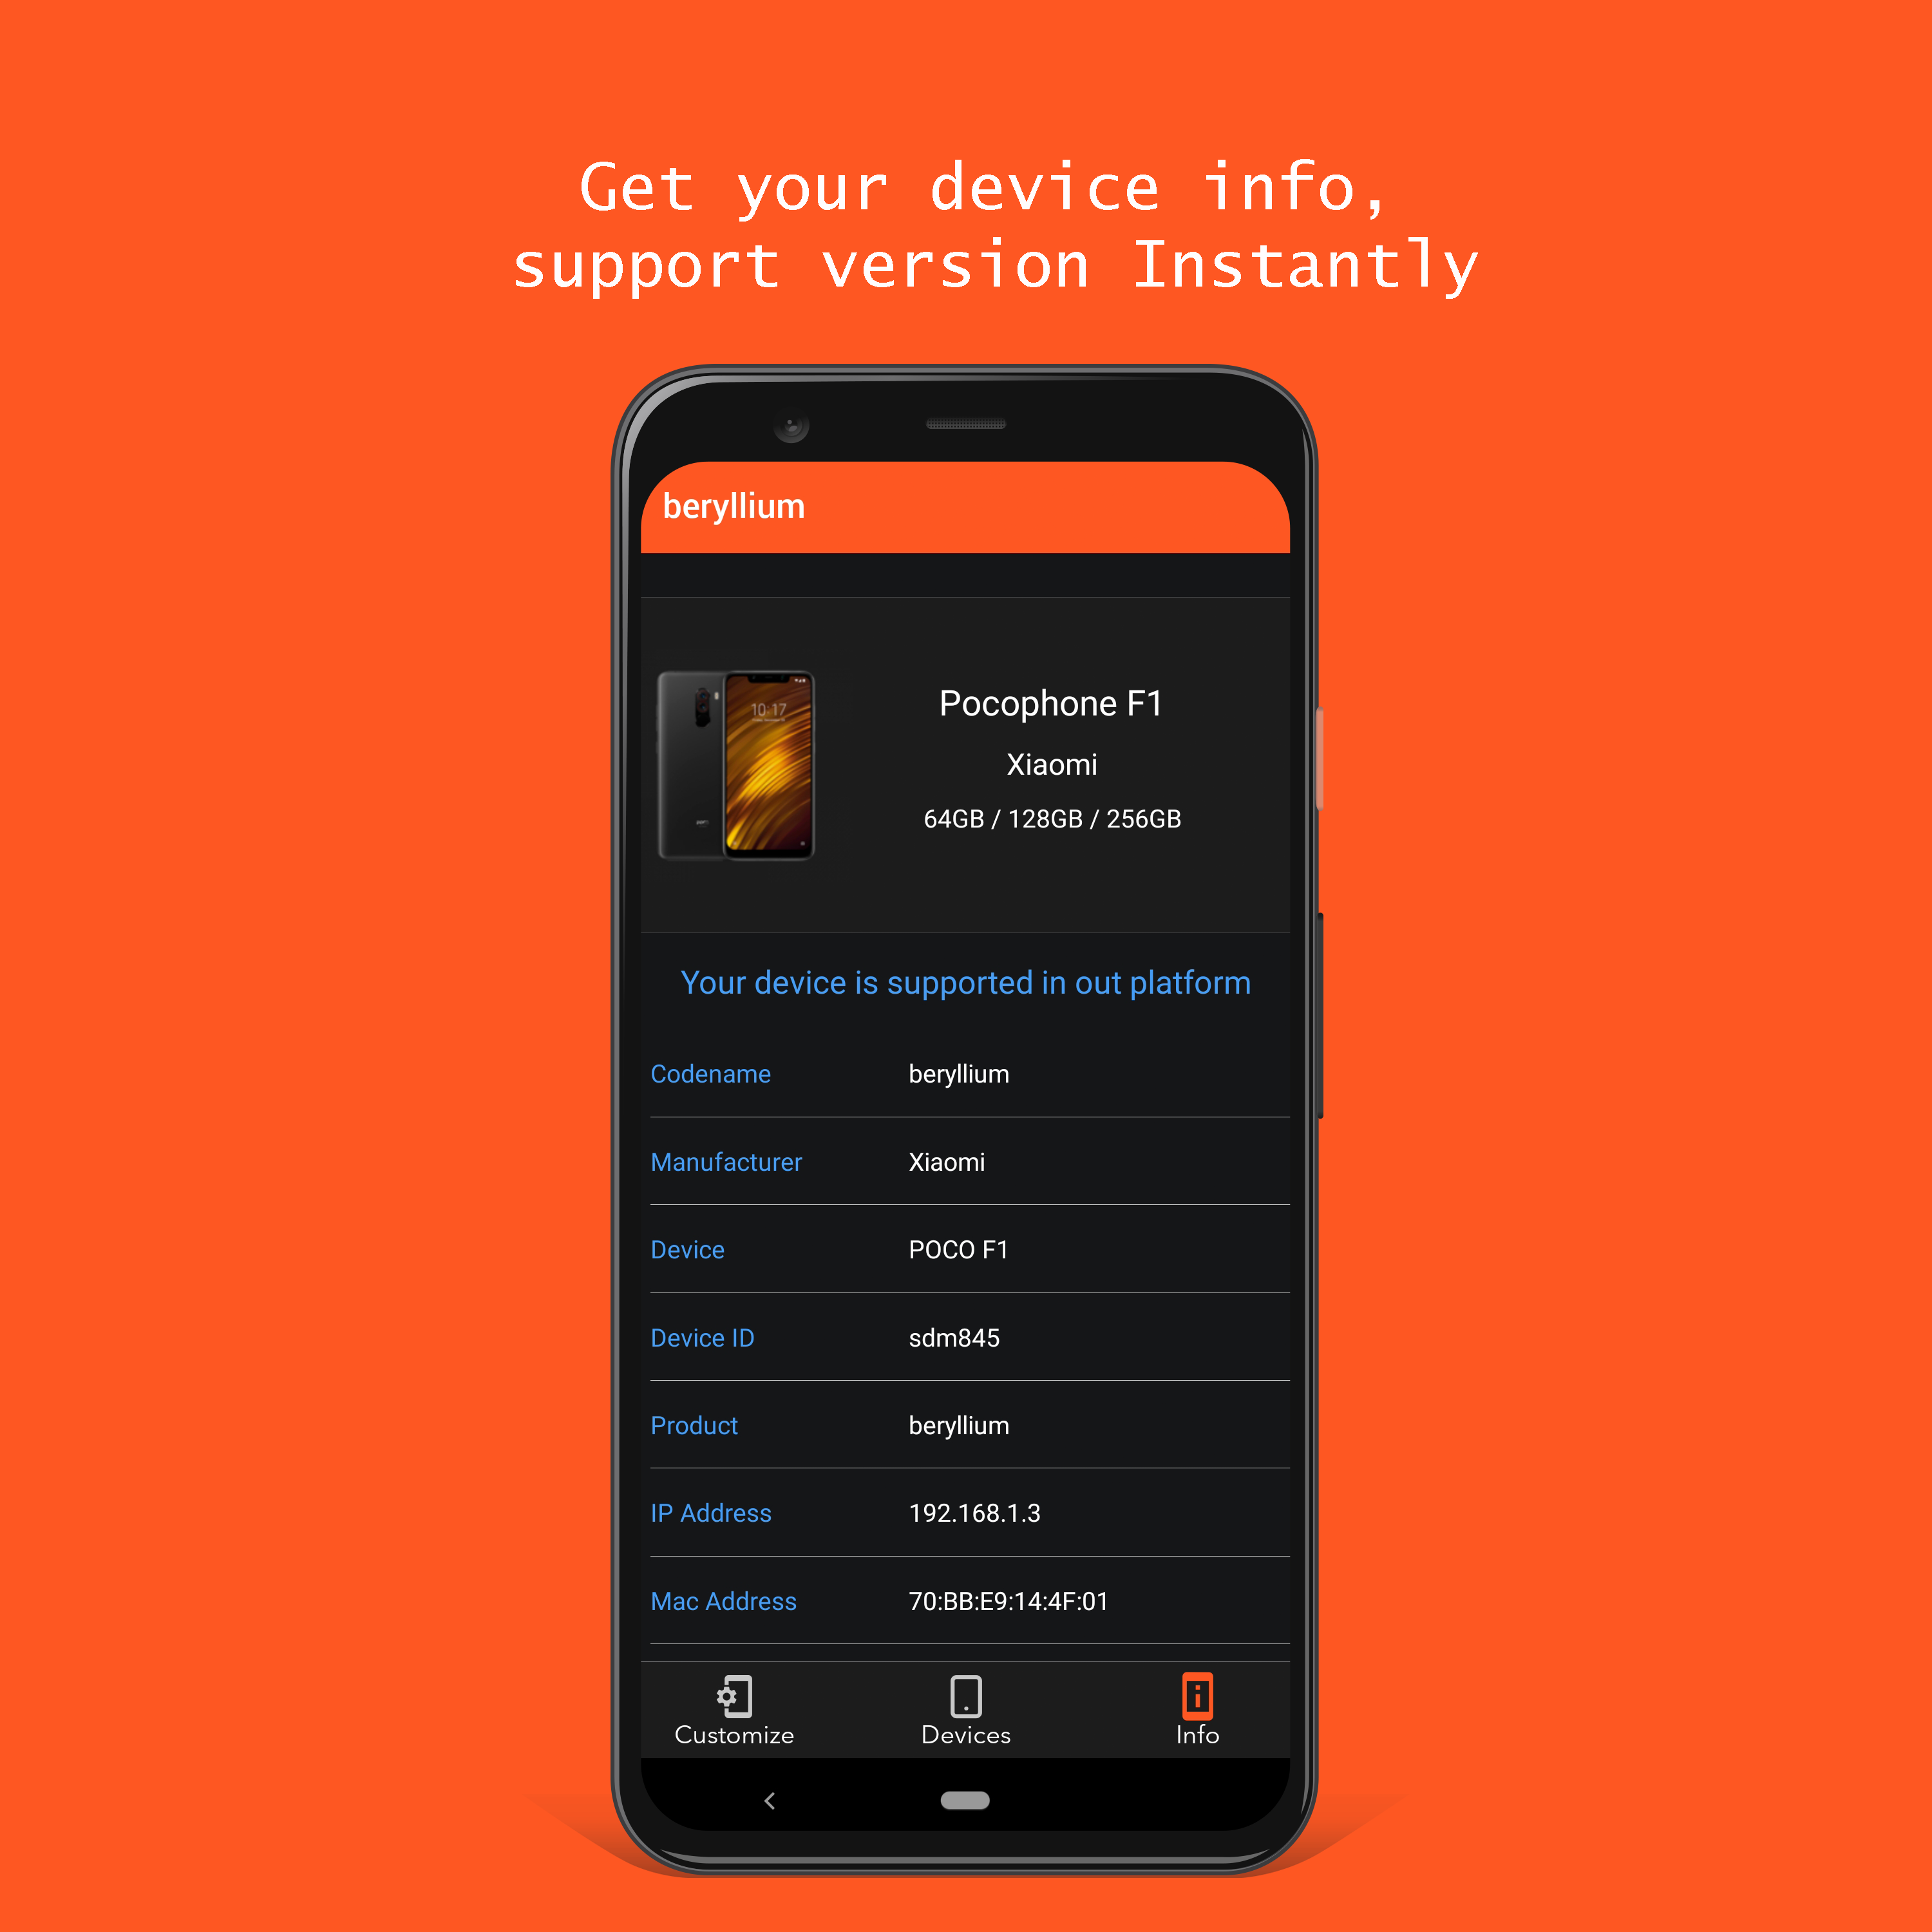 Get your device info,
support version Instantly
beryllium
10:17
Pocophone F1
Xiaomi
64GB / 128GB / 256GB
Your device is supported in out platform
Codename beryllium
Manufacturer Xiaomi
Device POCO F1
Device ID sdm845
Product beryllium
IP Address 192.168.1.3
Mac Address 70:BB:E9:14:4F:01
Customize Devices Info